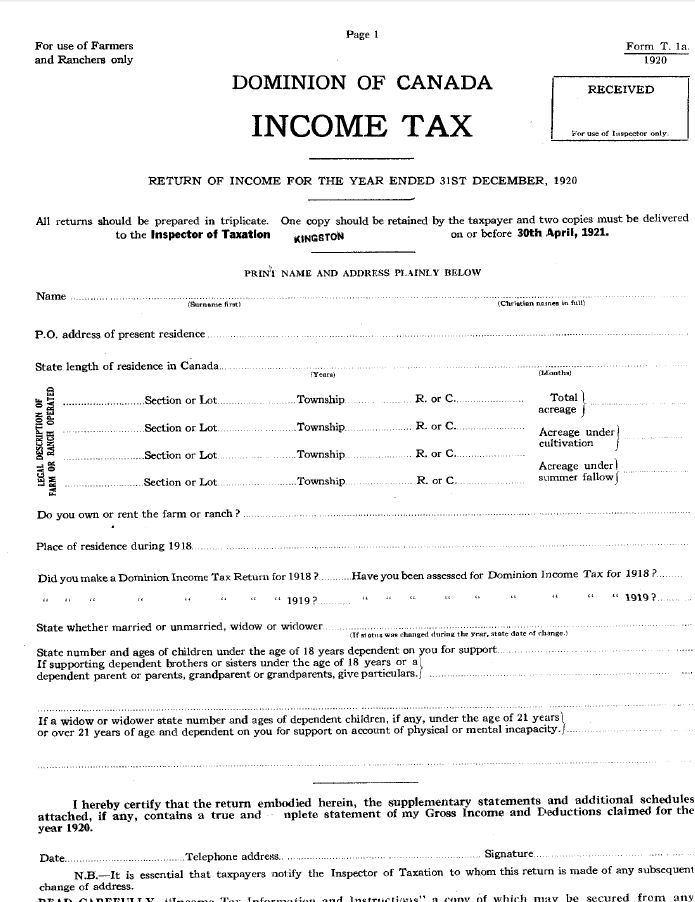 Page 1
For use of Farmers
and Ranchers only
Form T. 1a.
1920
DOMINION OF CANADA
INCOME TAX
RECEIVED
For use of Inspector only.
RETURN OF INCOME FOR THE YEAR ENDED 31ST DECEMBER, 1920
All returns should be prepared in triplicate. One copy should be retained by the taxpayer and two copies must be delivered
to the Inspector of Taxation KINGSTON on or before 30th April, 1921.
PRINT NAME AND ADDRESS PLAINLY BELOW
Name
(Surname first) (Christian names in full)
P.O. address of present residence
State length of residence in Canada
(Years) (Months)
LEGAL DESCRIPTION OF
FARM OR RANCH OPERATED
Section or Lot Township R. or C.
Section or Lot Township R. or C.
Section or Lot Township R. or C.
Section or Lot Township R. or C.
Total
acreage
Acreage under
cultivation
Acreage under
summer fallow
Do you own or rent the farm or ranch?
Place of residence during 1918
Did you make a Dominion Income Tax Return for 1918? Have you been assessed for Dominion Income Tax for 1918?
" " " " " " " " 1919? " " " " " " " " " 1919?
State whether married or unmarried, widow or widower
(If status was changed during the year, state date of change.)
State number and ages of children under the age of 18 years dependent on you for support
If supporting dependent brothers or sisters under the age of 18 years or a
dependent parent or parents, grandparent or grandparents, give particulars.
If a widow or widower state number and ages of dependent children, if any, under the age of 21 years
or over 21 years of age and dependent on you for support on account of physical or mental incapacity.
I hereby certify that the return embodied herein, the supplementary statements and additional schedules
attached, if any, contains a true and nplete statement of my Gross Income and Deductions claimed for the
year 1920.
Date Telephone address Signature
N.B.—It is essential that taxpayers notify the Inspector of Taxation to whom this return is made of any subsequent
change of address.
READ CAREFULLY "Income Tax Information and Instructions" a copy of which may be secured from any